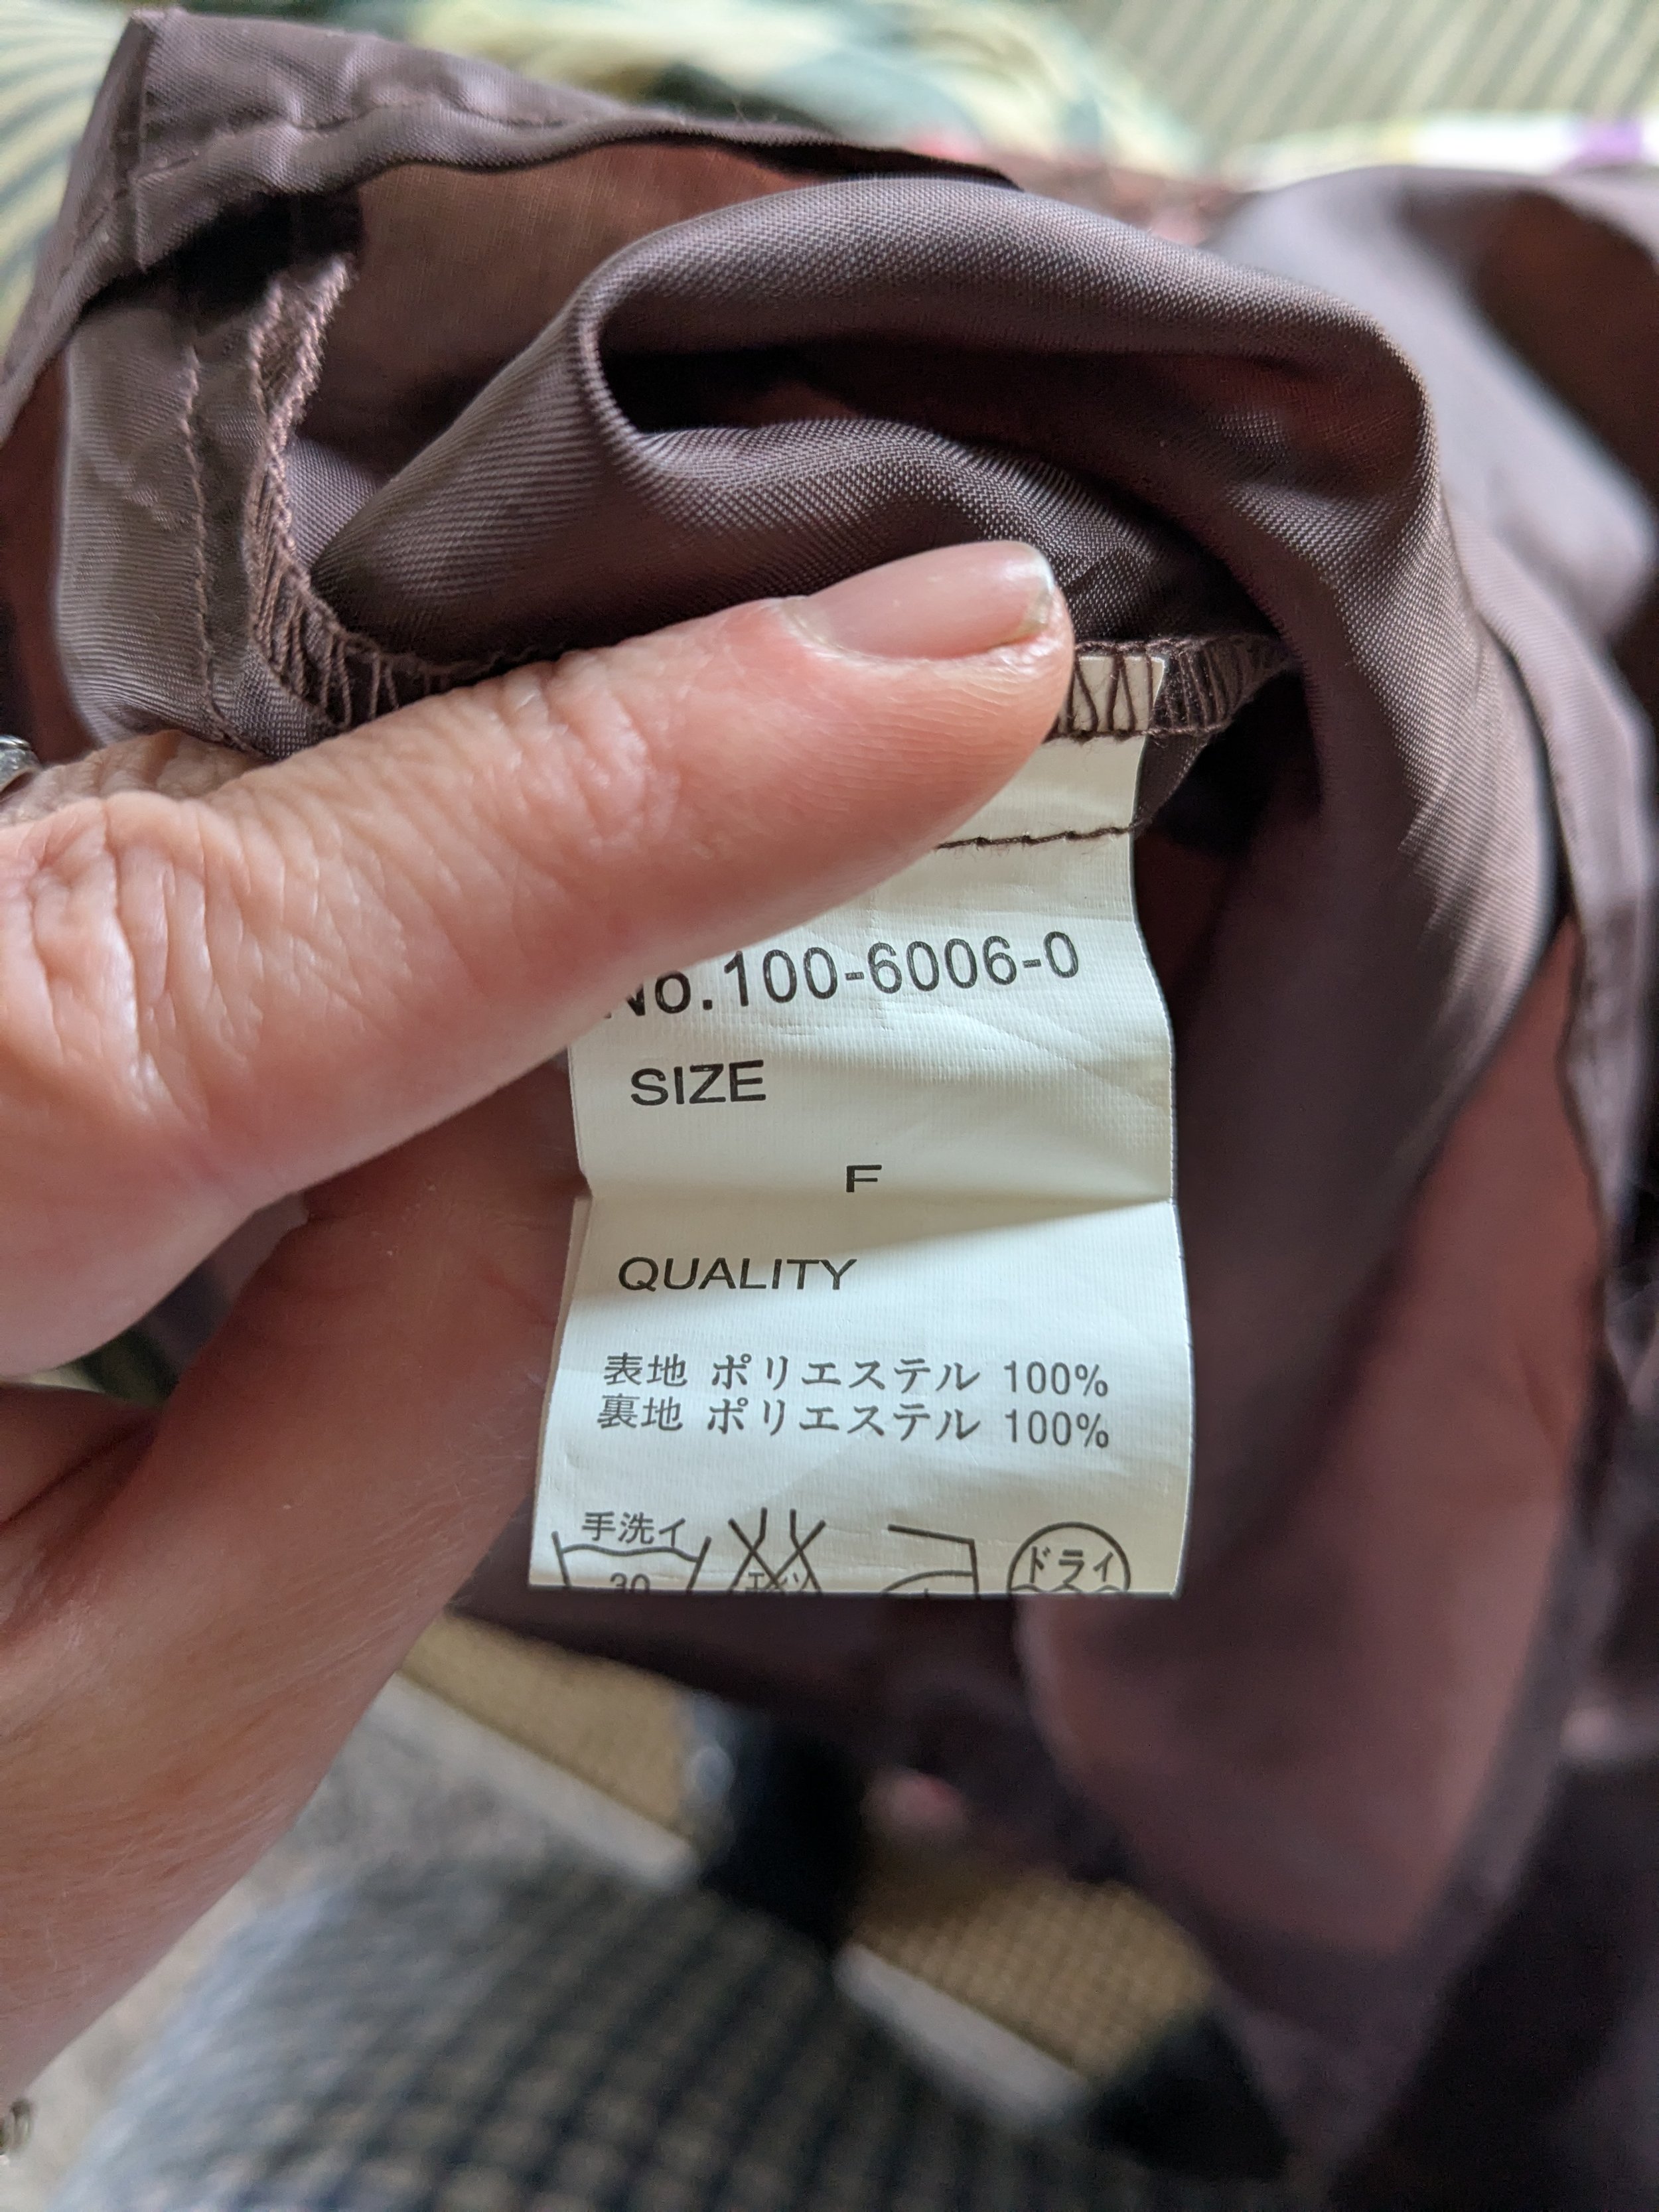 No.100-6006-0
SIZE
F
QUALITY
表地 ポリエステル 100%
裏地 ポリエステル 100%
手洗イ
30
ドライ